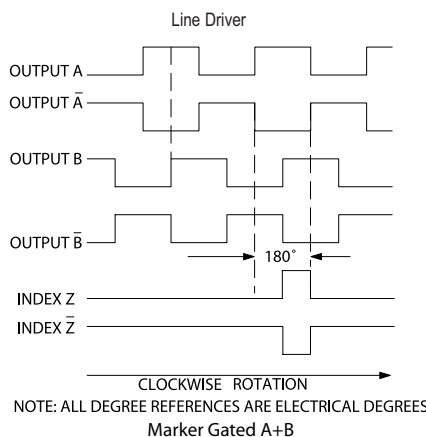 Line Driver
OUTPUT A
OUTPUT A̅
OUTPUT B
OUTPUT B̅
180°
INDEX Z
INDEX Z̅
CLOCKWISE ROTATION
NOTE: ALL DEGREE REFERENCES ARE ELECTRICAL DEGREES
Marker Gated A+B